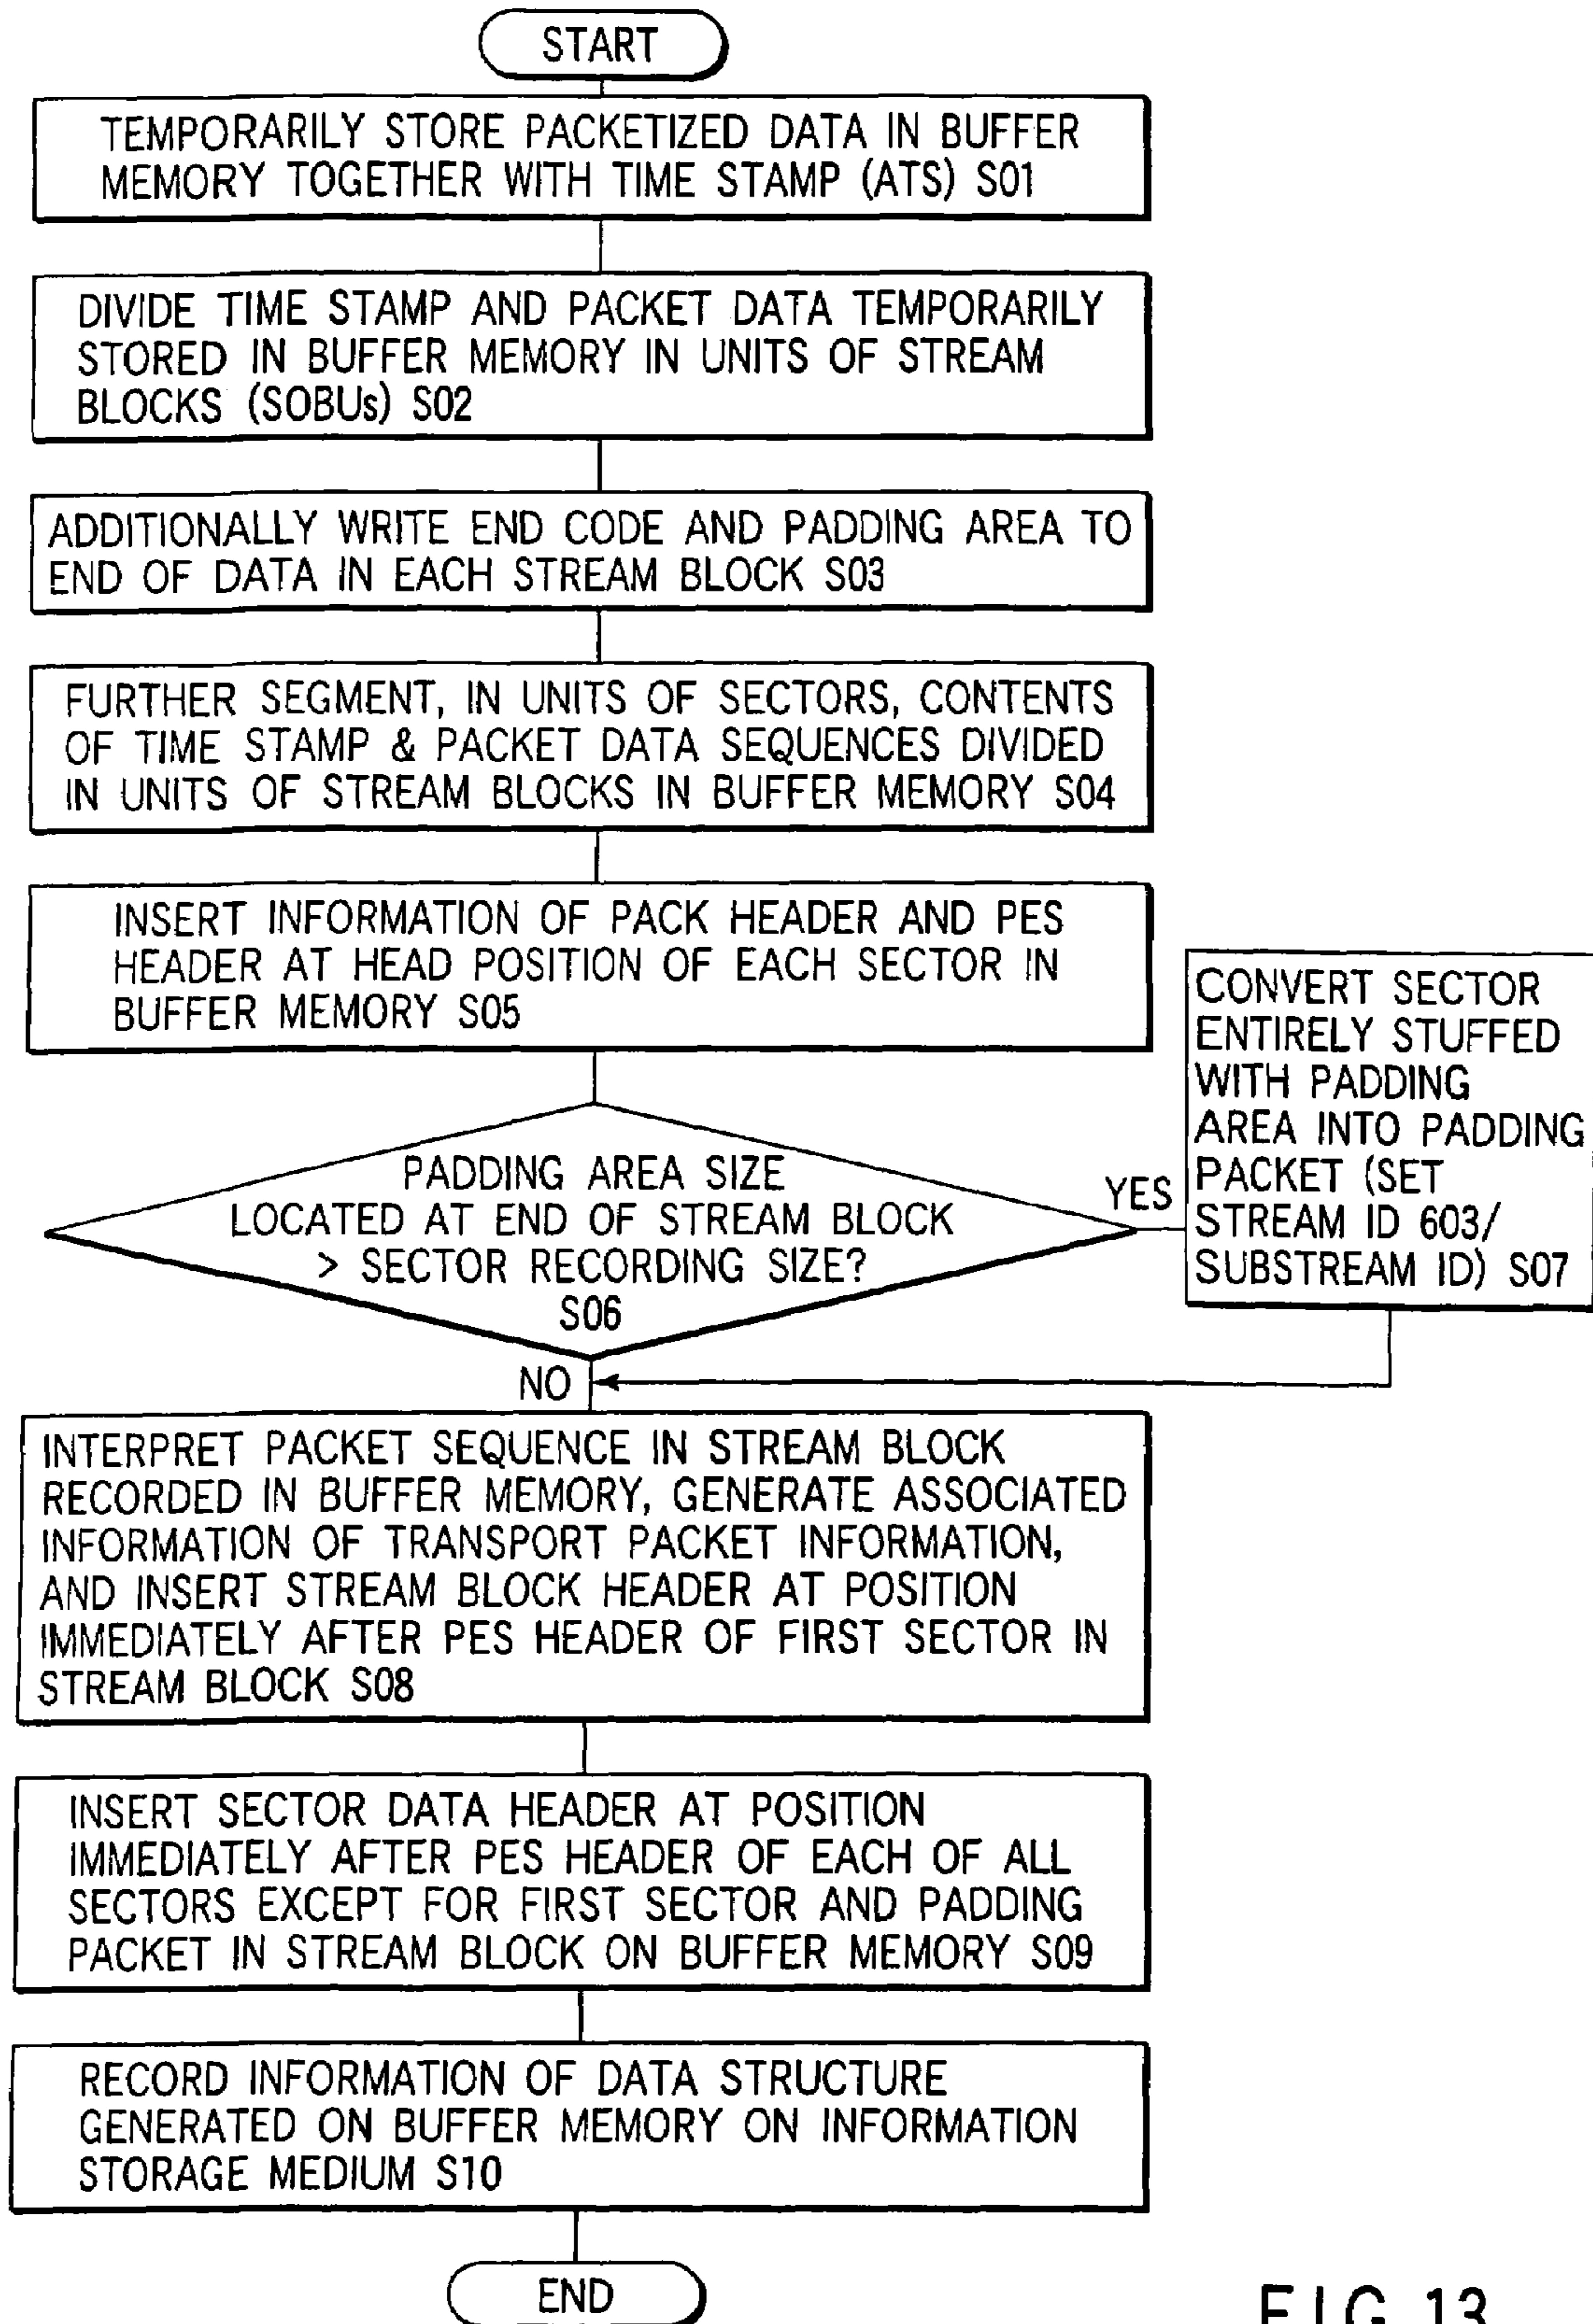 START
TEMPORARILY STORE PACKETIZED DATA IN BUFFER
MEMORY TOGETHER WITH TIME STAMP (ATS) S01
DIVIDE TIME STAMP AND PACKET DATA TEMPORARILY
STORED IN BUFFER MEMORY IN UNITS OF STREAM
BLOCKS (SOBUs) S02
ADDITIONALLY WRITE END CODE AND PADDING AREA TO
END OF DATA IN EACH STREAM BLOCK S03
FURTHER SEGMENT, IN UNITS OF SECTORS, CONTENTS
OF TIME STAMP & PACKET DATA SEQUENCES DIVIDED
IN UNITS OF STREAM BLOCKS IN BUFFER MEMORY S04
INSERT INFORMATION OF PACK HEADER AND PES
HEADER AT HEAD POSITION OF EACH SECTOR IN
BUFFER MEMORY S05
PADDING AREA SIZE
LOCATED AT END OF STREAM BLOCK
> SECTOR RECORDING SIZE?
S06
YES
CONVERT SECTOR
ENTIRELY STUFFED
WITH PADDING
AREA INTO PADDING
PACKET (SET
STREAM ID 603/
SUBSTREAM ID) S07
NO
INTERPRET PACKET SEQUENCE IN STREAM BLOCK
RECORDED IN BUFFER MEMORY, GENERATE ASSOCIATED
INFORMATION OF TRANSPORT PACKET INFORMATION,
AND INSERT STREAM BLOCK HEADER AT POSITION
IMMEDIATELY AFTER PES HEADER OF FIRST SECTOR IN
STREAM BLOCK S08
INSERT SECTOR DATA HEADER AT POSITION
IMMEDIATELY AFTER PES HEADER OF EACH OF ALL
SECTORS EXCEPT FOR FIRST SECTOR AND PADDING
PACKET IN STREAM BLOCK ON BUFFER MEMORY S09
RECORD INFORMATION OF DATA STRUCTURE
GENERATED ON BUFFER MEMORY ON INFORMATION
STORAGE MEDIUM S10
END
FIG. 13